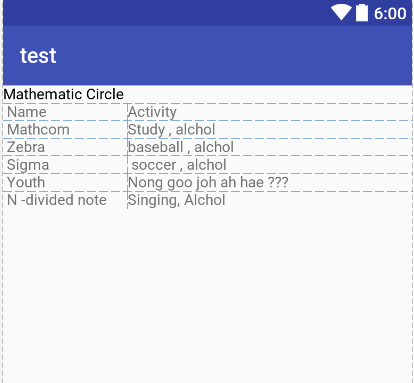 6:00
test
Mathematic Circle
Name Activity
Mathcom Study , alchol
Zebra baseball , alchol
Sigma soccer , alchol
Youth Nong goo joh ah hae ???
N -divided note Singing, Alchol